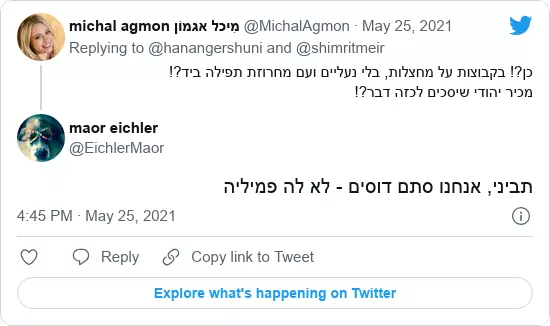 michal agmon מיכל אגמון @MichalAgmon · May 25, 2021
Replying to @hanangershuni and @shimritmeir
כן?! בקבוצות על מחצלות, בלי נעליים ועם מחרוזת תפילה ביד?!
מכיר יהודי שיסכים לכזה דבר?!
maor eichler
@EichlerMaor
תביני, אנחנו סתם דוסים - לא לה פמיליה
4:45 PM · May 25, 2021
Reply
Copy link to Tweet
Explore what's happening on Twitter